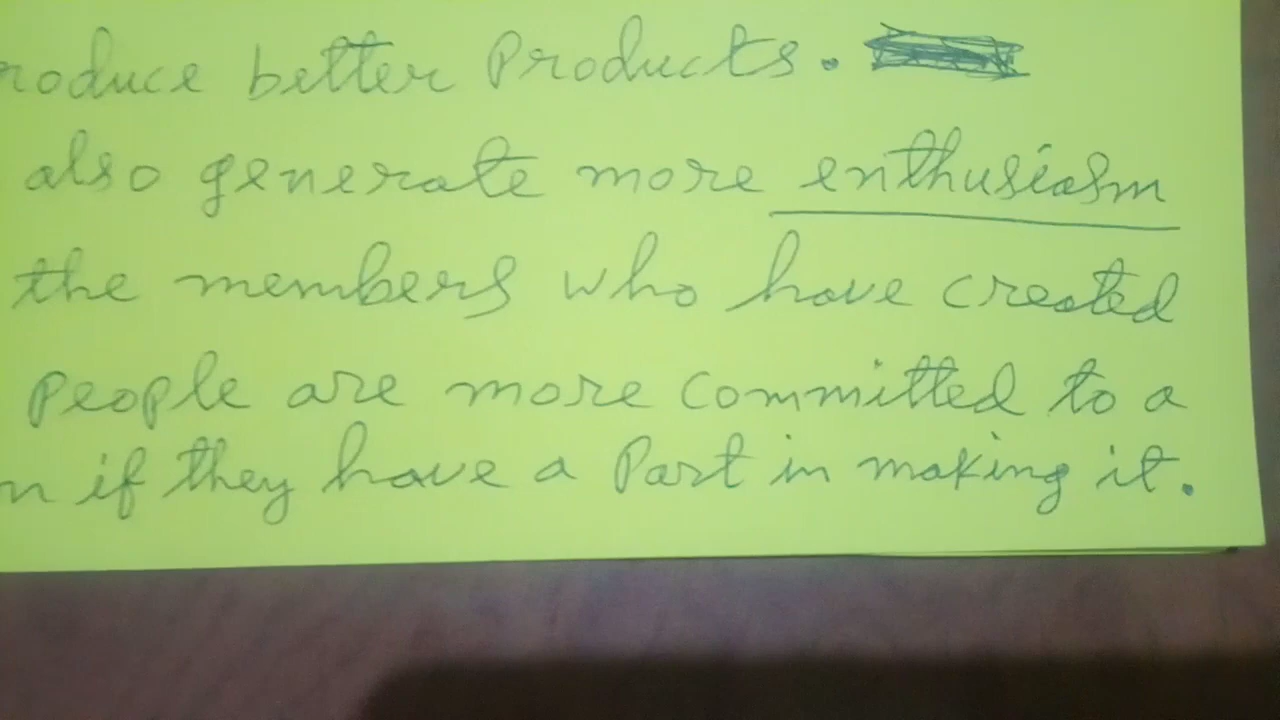 roduce better Products.
also generate more enthusiasm
the members who have created
People are more committed to a
n if they have a Part in making it.